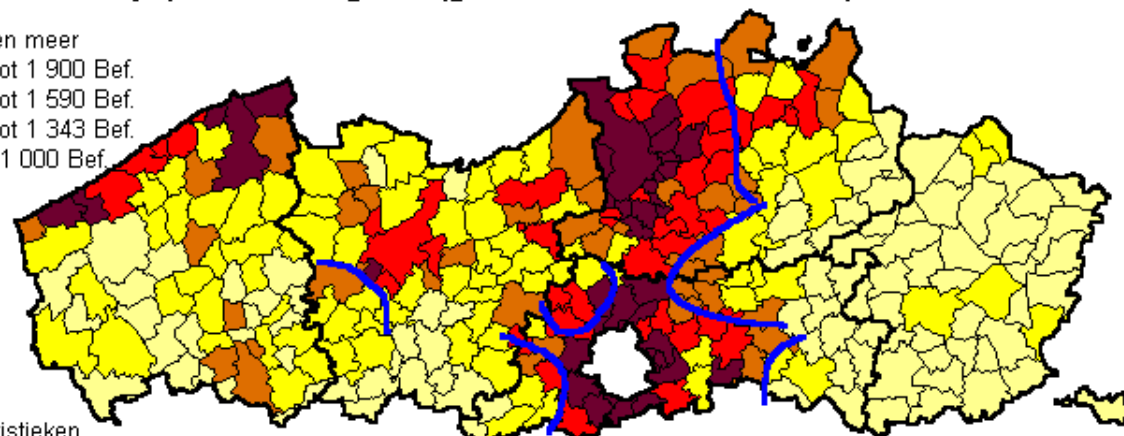 en meer
ot 1 900 Bef.
ot 1 590 Bef.
ot 1 343 Bef.
1 000 Bef.
istieken